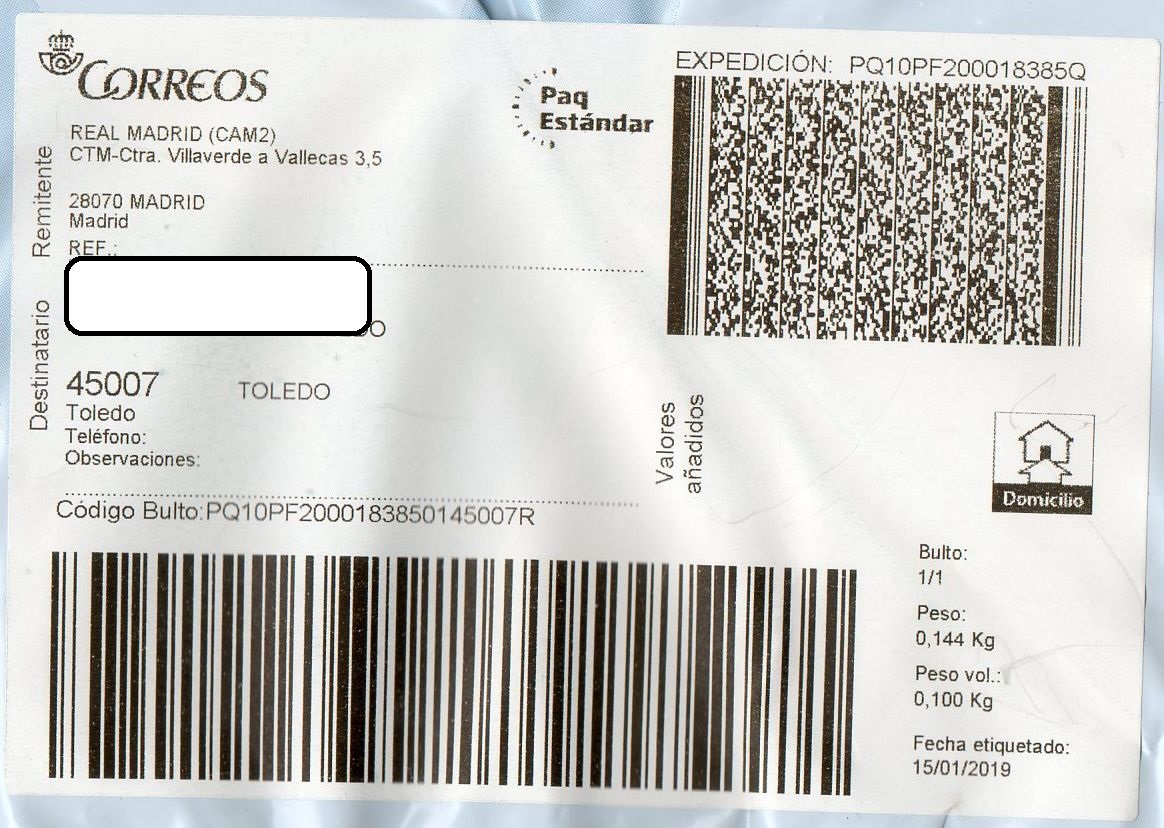 CORREOS
Paq
Estándar
EXPEDICIÓN: PQ10PF200018385Q
Remitente
REAL MADRID (CAM2)
CTM-Ctra. Villaverde a Vallecas 3,5
28070 MADRID
Madrid
REF.:
Destinatario
45007 TOLEDO
Toledo
Teléfono:
Observaciones:
Valores
añadidos
Domicilio
Código Bulto:PQ10PF2000183850145007R
Bulto:
1/1
Peso:
0,144 Kg
Peso vol.:
0,100 Kg
Fecha etiquetado:
15/01/2019